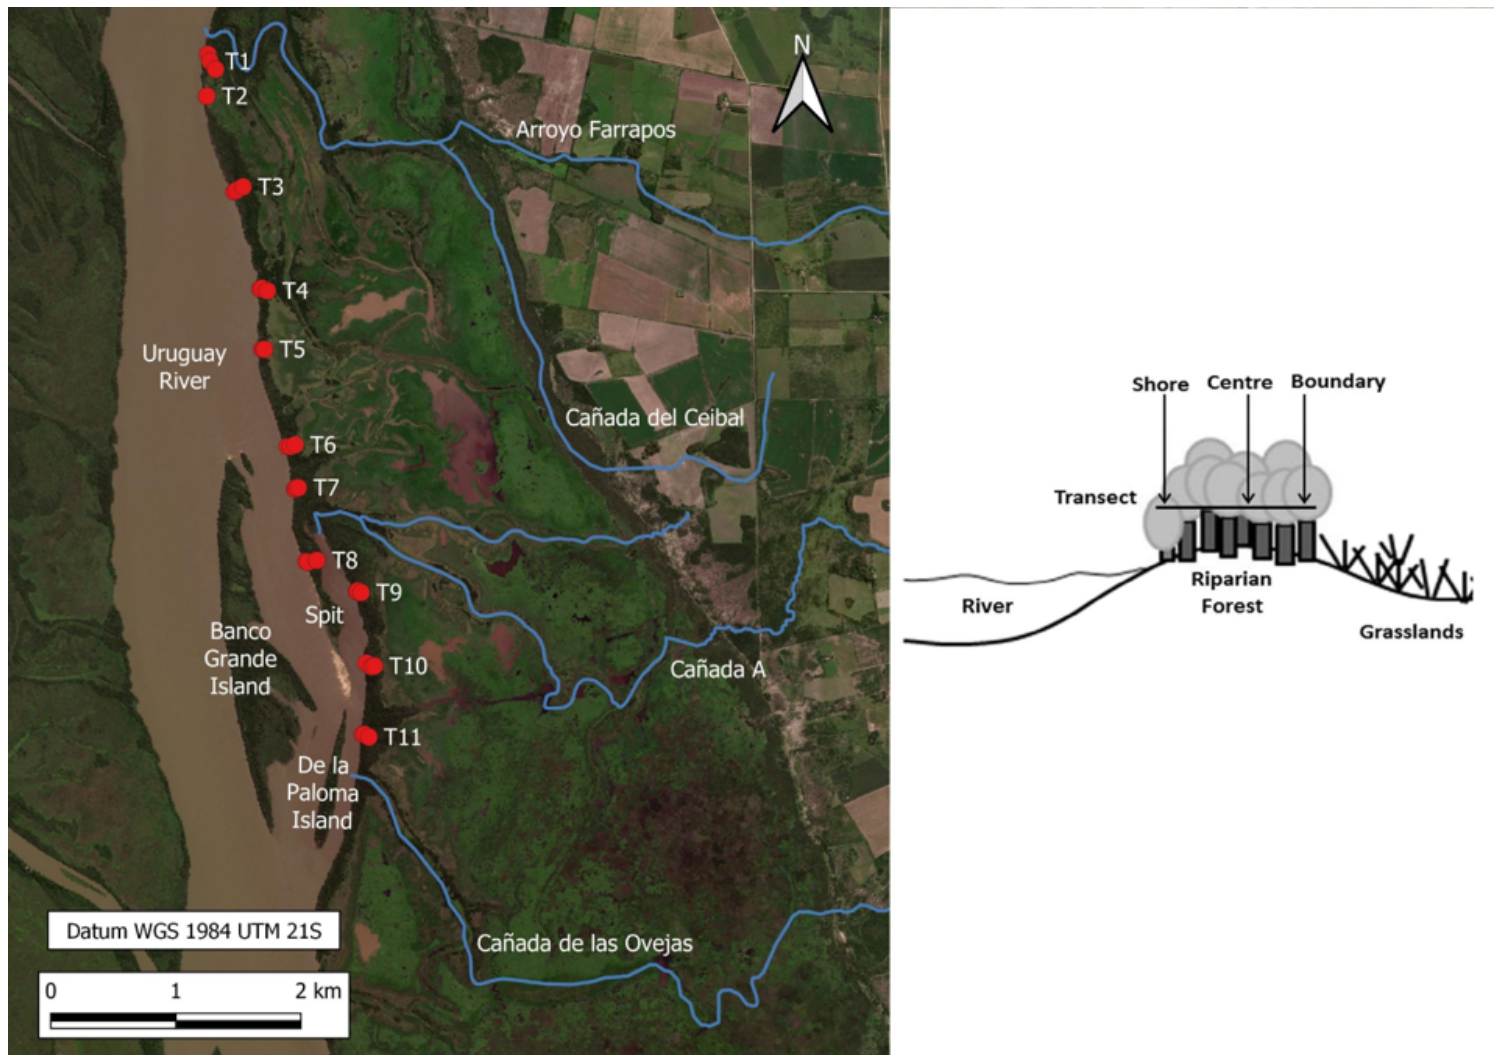 N
T1
T2
Arroyo Farrapos
T3
T4
Uruguay
River
T5
Cañada del Ceibal
T6
T7
T8
T9
Spit
Banco
Grande
Island
T10
Cañada A
T11
De la
Paloma
Island
Datum WGS 1984 UTM 21S
Cañada de las Ovejas
0 1 2 km
Shore Centre Boundary
Transect
River
Riparian
Forest
Grasslands